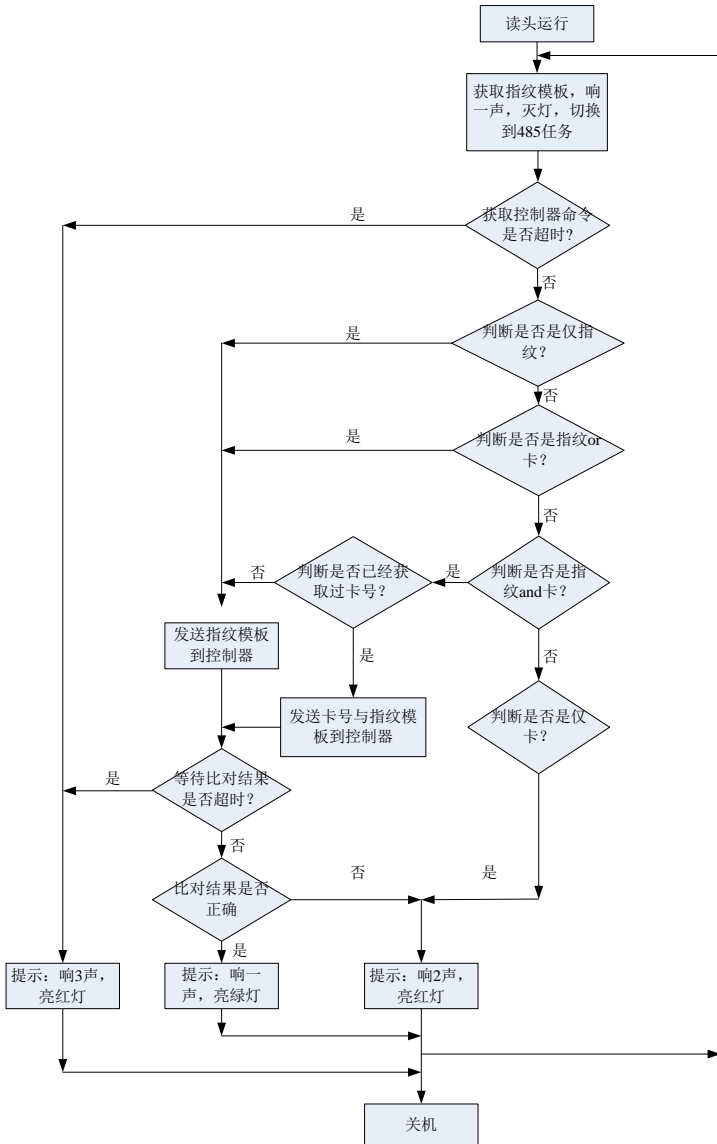 读头运行
获取指纹模板，响
一声，灭灯，切换
到485任务
是
获取控制器命令
是否超时？
否
是
判断是否是仅指
纹？
否
是
判断是否是指纹or
卡？
否
否
判断是否已经获
取过卡号？
是
判断是否是指
纹and卡？
发送指纹模板
到控制器
是
否
发送卡号与指纹模
板到控制器
判断是否是仅
卡？
是
等待比对结果
是否超时？
否
比对结果是否
正确
否
是
是
提示：响3声，
亮红灯
提示：响一
声，亮绿灯
提示：响2声，
亮红灯
关机